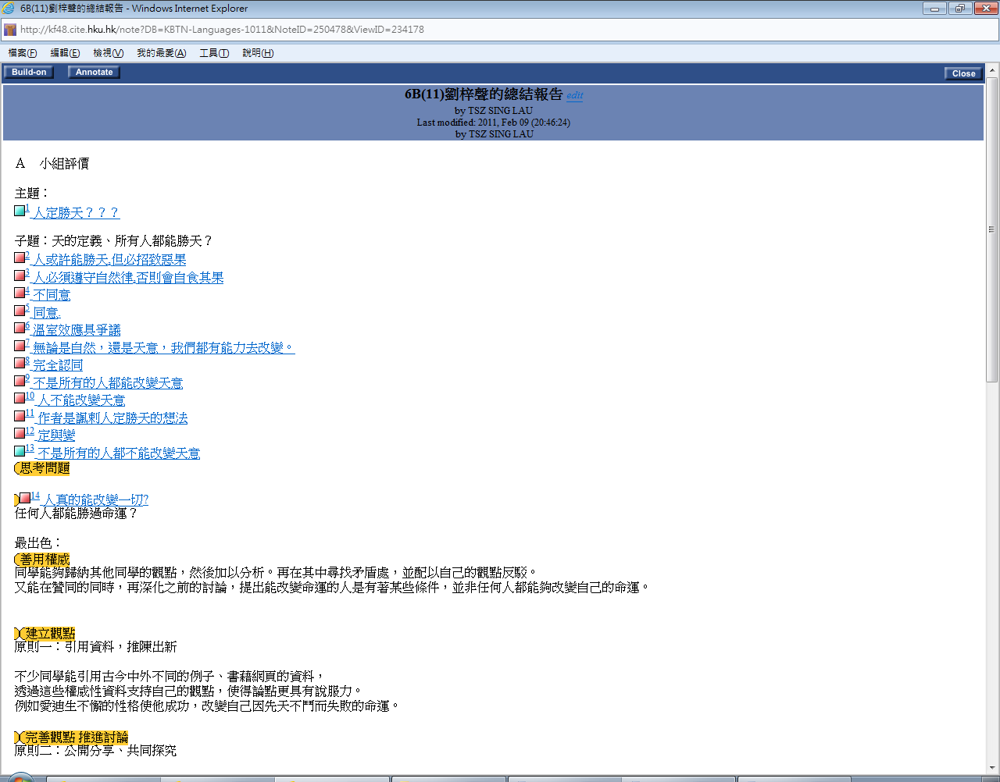 6B(11)劉梓聲的總結報告 - Windows Internet Explorer
http://kf48.cite.hku.hk/note?DB=KBTN-Languages-1011&NoteID=250478&ViewID=234178
檔案(F) 編輯(E) 檢視(V) 我的最愛(A) 工具(T) 說明(H)
Build-on Annotate Close
6B(11)劉梓聲的總結報告 edit
by TSZ SING LAU
Last modified: 2011, Feb 09 (20:46:24)
by TSZ SING LAU
A 小組評價
主題：
1 人定勝天？？？
子題：天的定義、所有人都能勝天？
2 人或許能勝天,但必招致惡果
3 人必須遵守自然律,否則會自食其果
4 不同意
5 同意.
6 溫室效應具爭議
7 無論是自然，還是天意，我們都有能力去改變。
8 完全認同
9 不是所有的人都能改變天意
10 人不能改變天意
11 作者是諷刺人定勝天的想法
12 定與變
13 不是所有的人都不能改變天意
(思考問題
)14 人真的能改變一切?
任何人都能勝過命運？
最出色：
(善用權威
同學能夠歸納其他同學的觀點，然後加以分析。再在其中尋找矛盾處，並配以自己的觀點反駁。
又能在贊同的同時，再深化之前的討論，提出能改變命運的人是有著某些條件，並非任何人都能夠改變自己的命運。
)(建立觀點
原則一：引用資料，推陳出新
不少同學能引用古今中外不同的例子、書藉網頁的資料，
透過這些權威性資料支持自己的觀點，使得論點更具有說服力。
例如愛迪生不懈的性格使他成功，改變自己因先天不鬥而失敗的命運。
)(完善觀點 推進討論
原則二：公開分享、共同探究